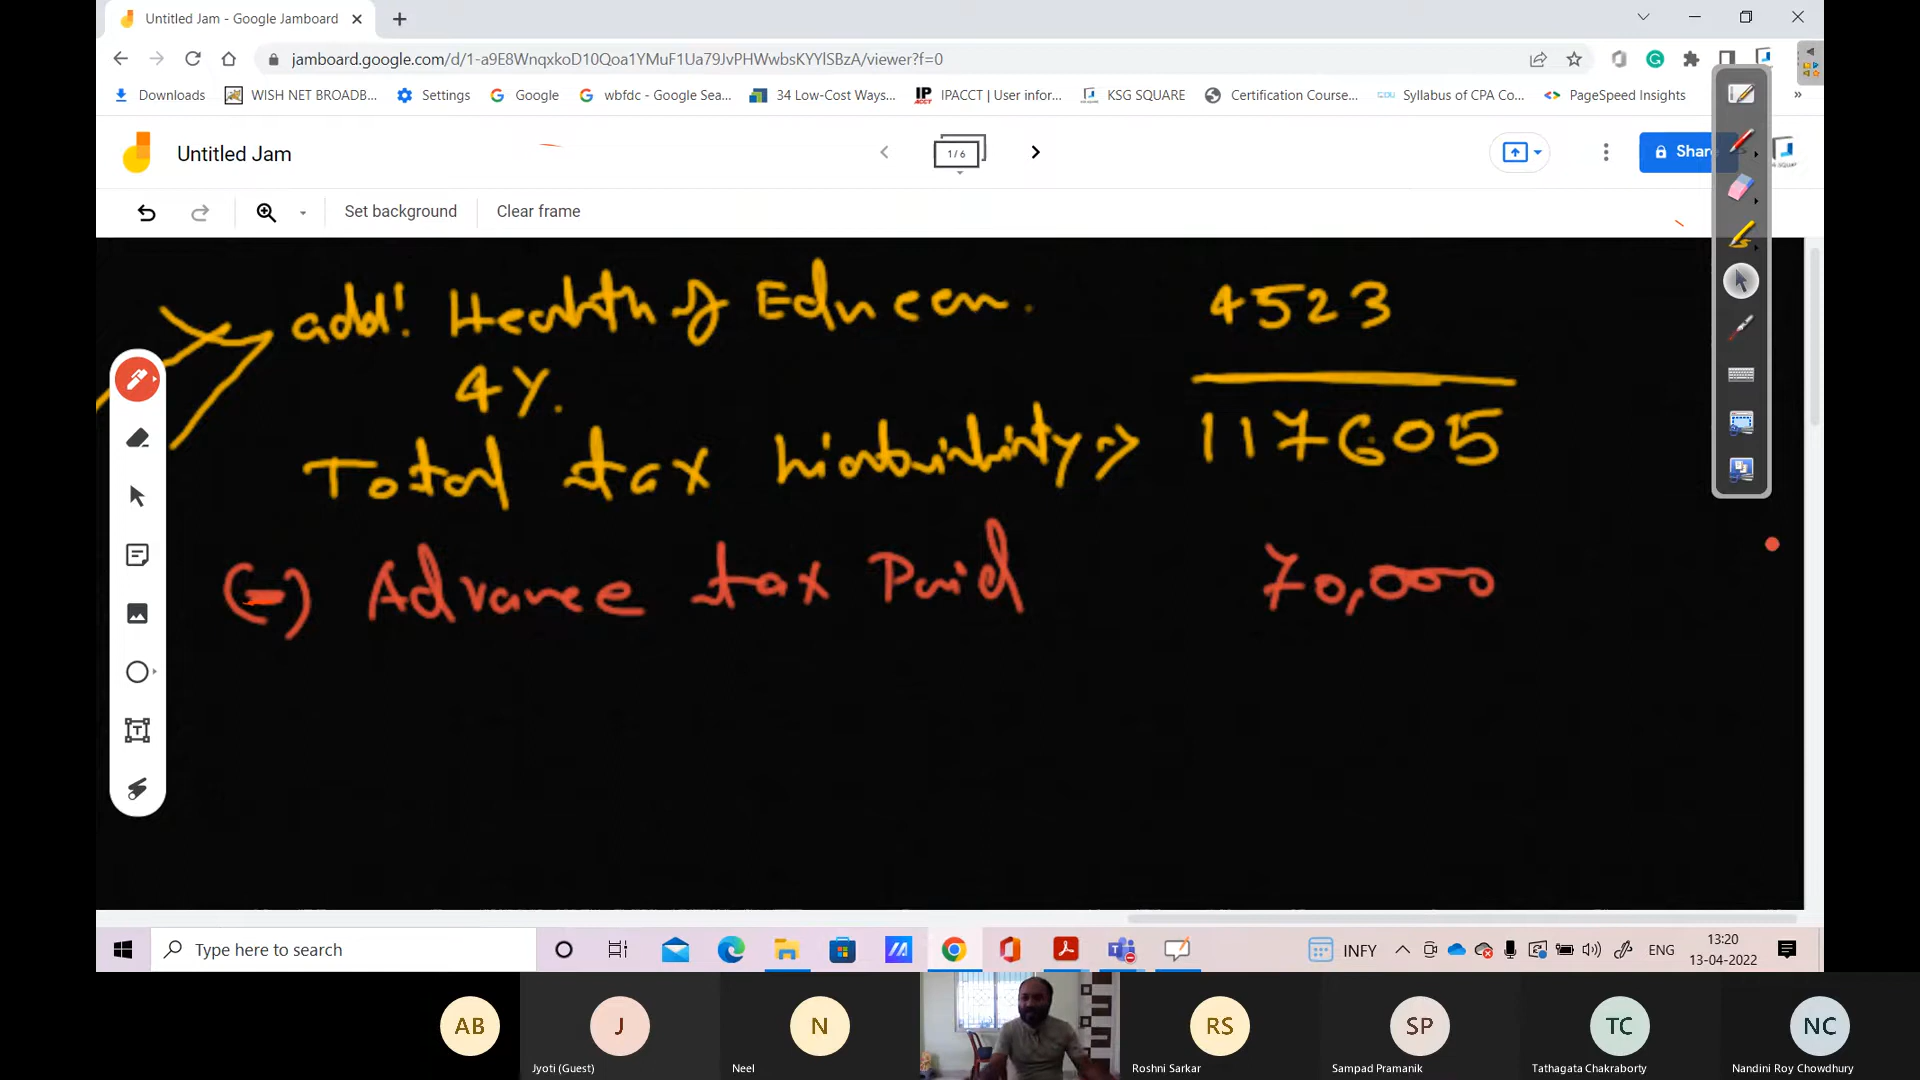 Untitled Jam - Google Jamboard
jamboard.google.com/d/1-a9E8WnqxkoD10Qoa1YMuF1Ua79JvPHWwbsKYYlSBzA/viewer?f=0
Downloads WISH NET BROADB... Settings Google wbfdc - Google Sea... 34 Low-Cost Ways... IPACCT | User infor... KSG SQUARE Certification Course... Syllabus of CPA Co... PageSpeed Insights »
Untitled Jam 1/6 Shar
Set background Clear frame
add! Health & Edn cen. 4523
4%.
Total tax liability 117605
(-) Advance tax Paid 70,000
Type here to search INFY ENG 13:20
13-04-2022
AB J N RS SP TC NC
Jyoti (Guest) Neel Roshni Sarkar Sampad Pramanik Tathagata Chakraborty Nandini Roy Chowdhury